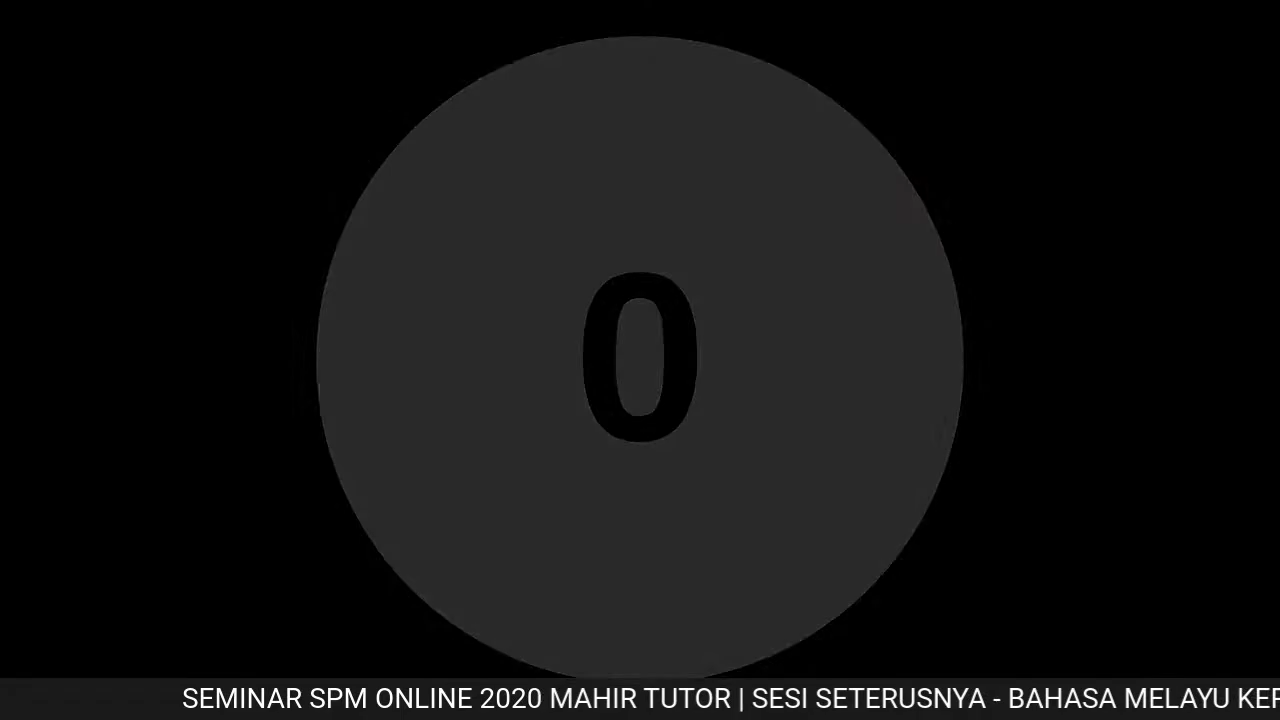 0
SEMINAR SPM ONLINE 2020 MAHIR TUTOR | SESI SETERUSNYA - BAHASA MELAYU